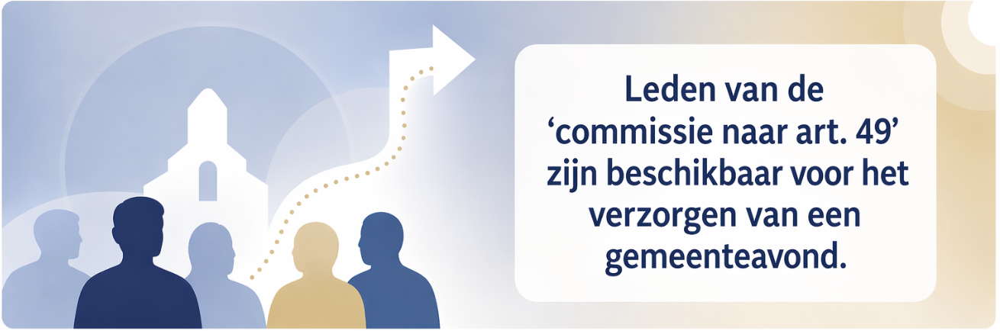 Leden van de
‘commissie naar art. 49’
zijn beschikbaar voor het
verzorgen van een
gemeenteavond.